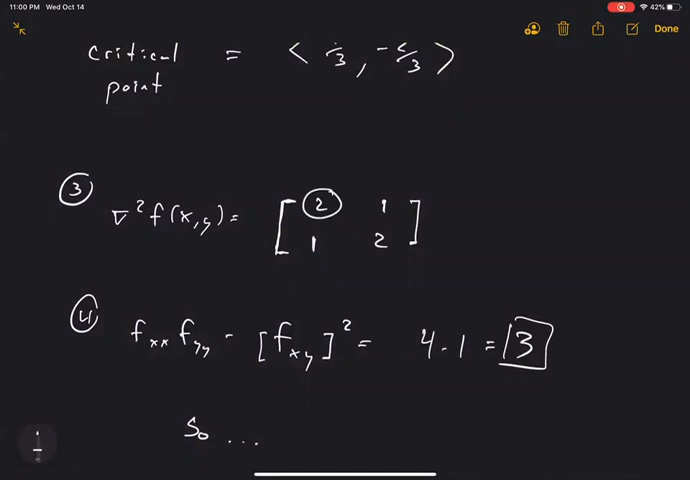 11:00 PM Wed Oct 14
42%
Done
critical = < 1/3, - /3 >
point
③
∇²f(x,y) = [ 2 1
1 2 ]
④
fxx fyy - [fxy]² = 4 - 1 = 3
So ...